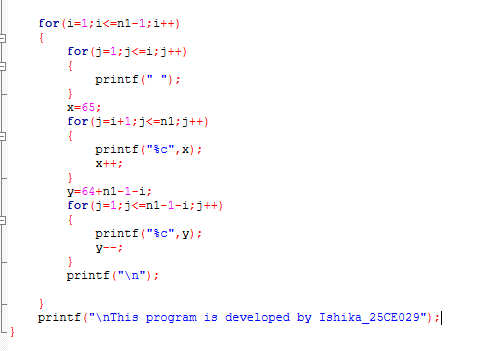 for(i=1;i<=n1-1;i++)
{
for(j=1;j<=i;j++)
{
printf(" ");
}
x=65;
for(j=i+1;j<=n1;j++)
{
printf("%c",x);
x++;
}
y=64+n1-1-i;
for(j=1;j<=n1-1-i;j++)
{
printf("%c",y);
y--;
}
printf("\n");
}
printf("\nThis program is developed by Ishika_25CE029");
}